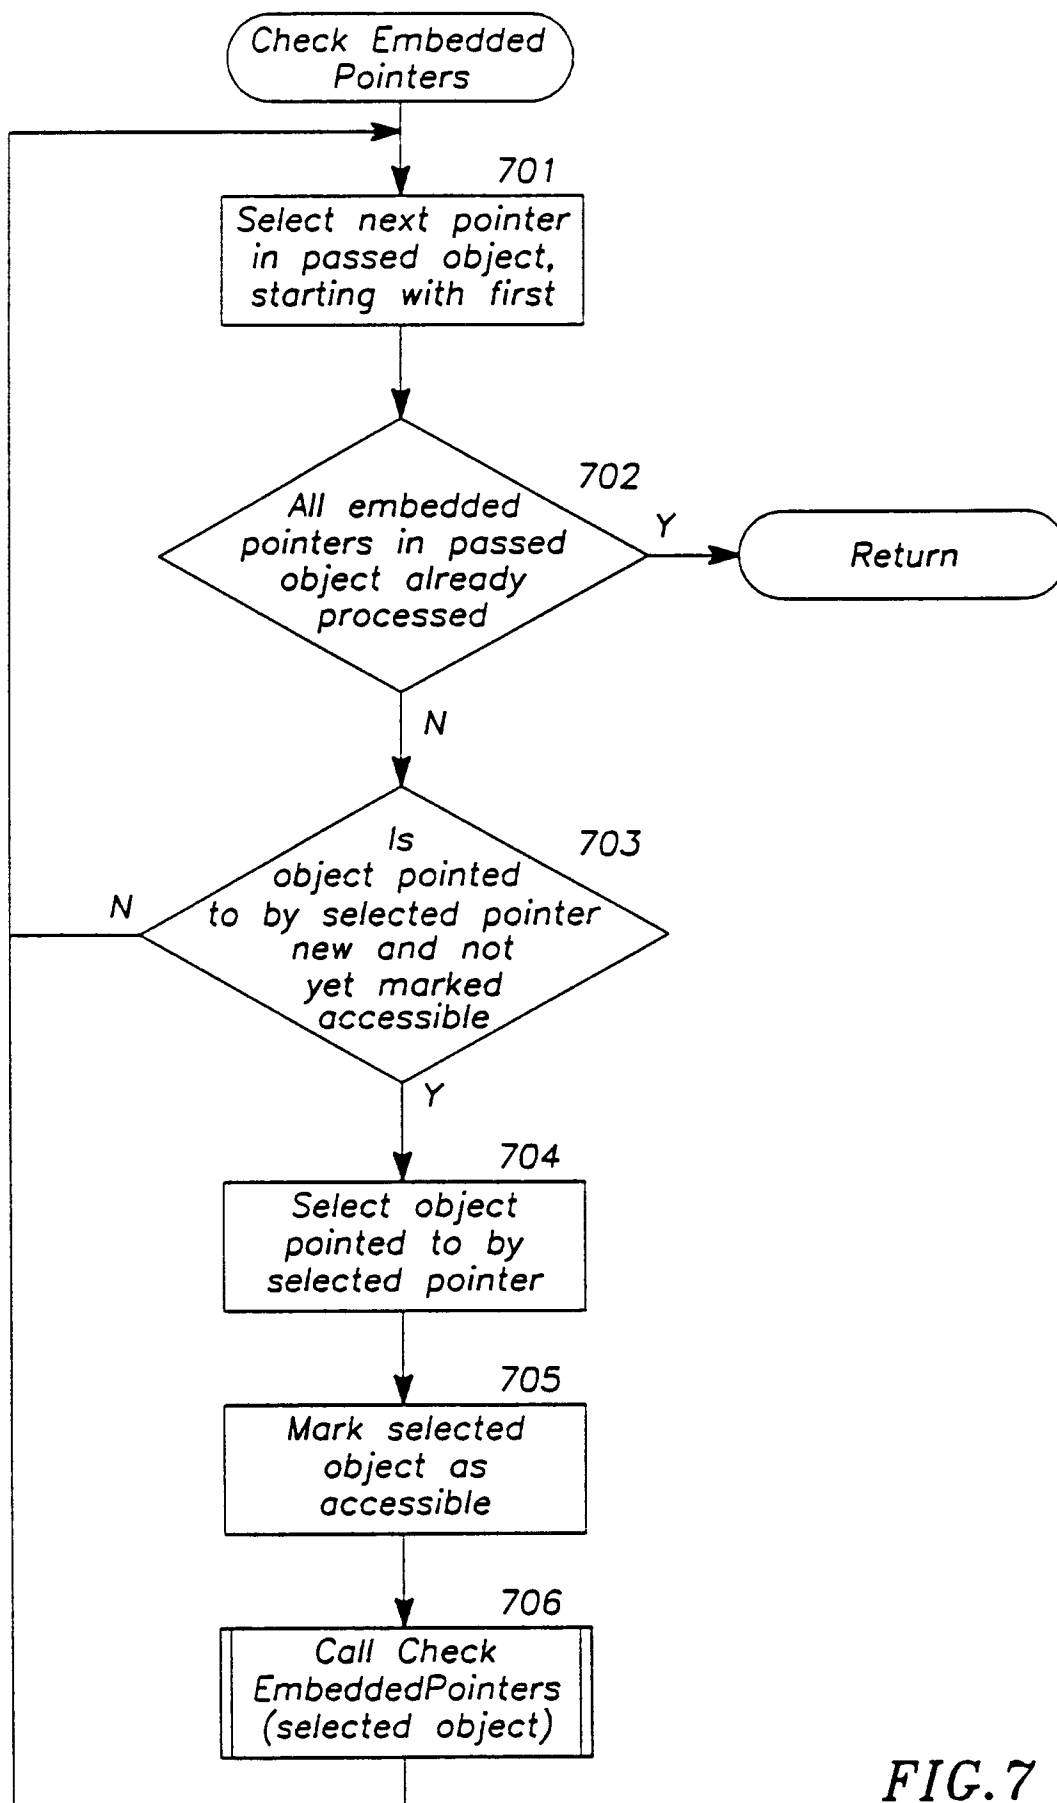 Check Embedded
Pointers
701
Select next pointer
in passed object,
starting with first
702
All embedded
pointers in passed
object already
processed
Y
Return
N
703
Is
object pointed
to by selected pointer
new and not
yet marked
accessible
N
Y
704
Select object
pointed to by
selected pointer
705
Mark selected
object as
accessible
706
Call Check
EmbeddedPointers
(selected object)
FIG. 7